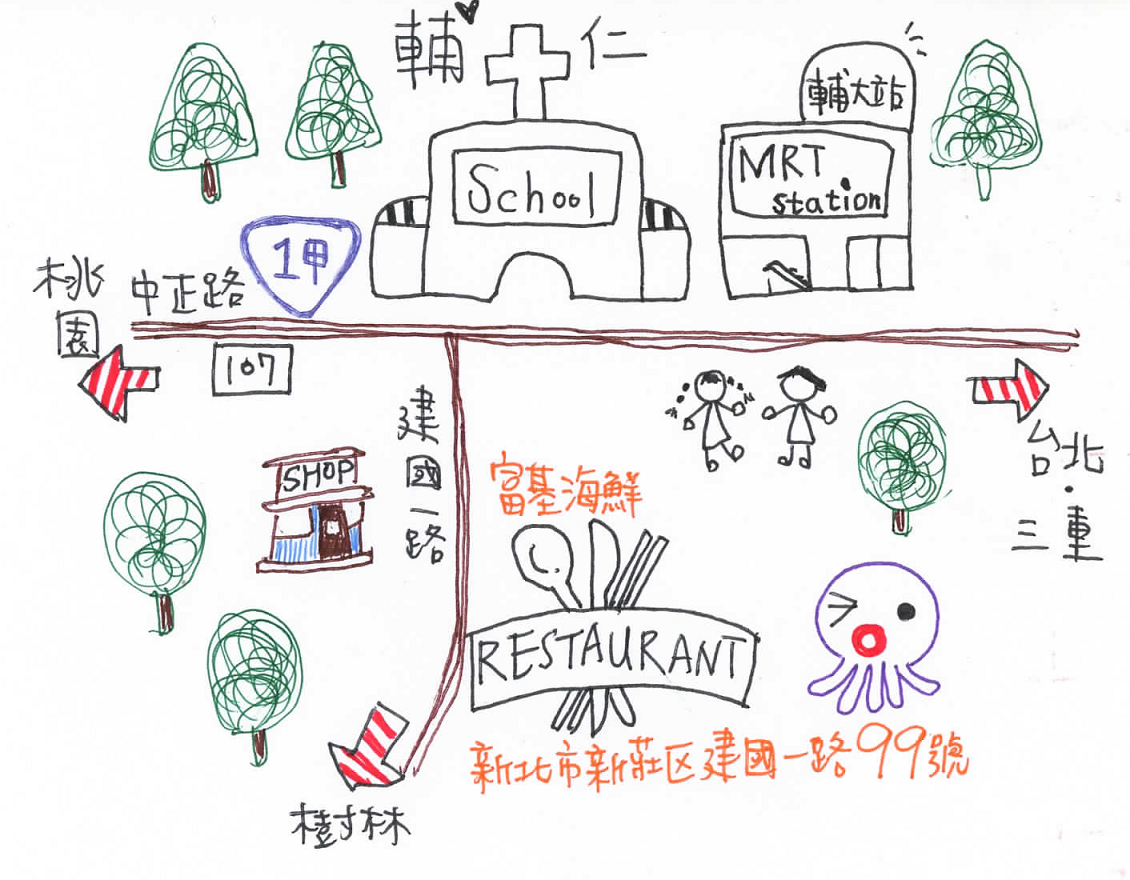 輔仁
輔大站
School
MRT
station
1甲
桃園
中正路
107
建國一路
SHOP
台北・三重
富基海鮮
RESTAURANT
新北市新莊区建國一路99號
樹林